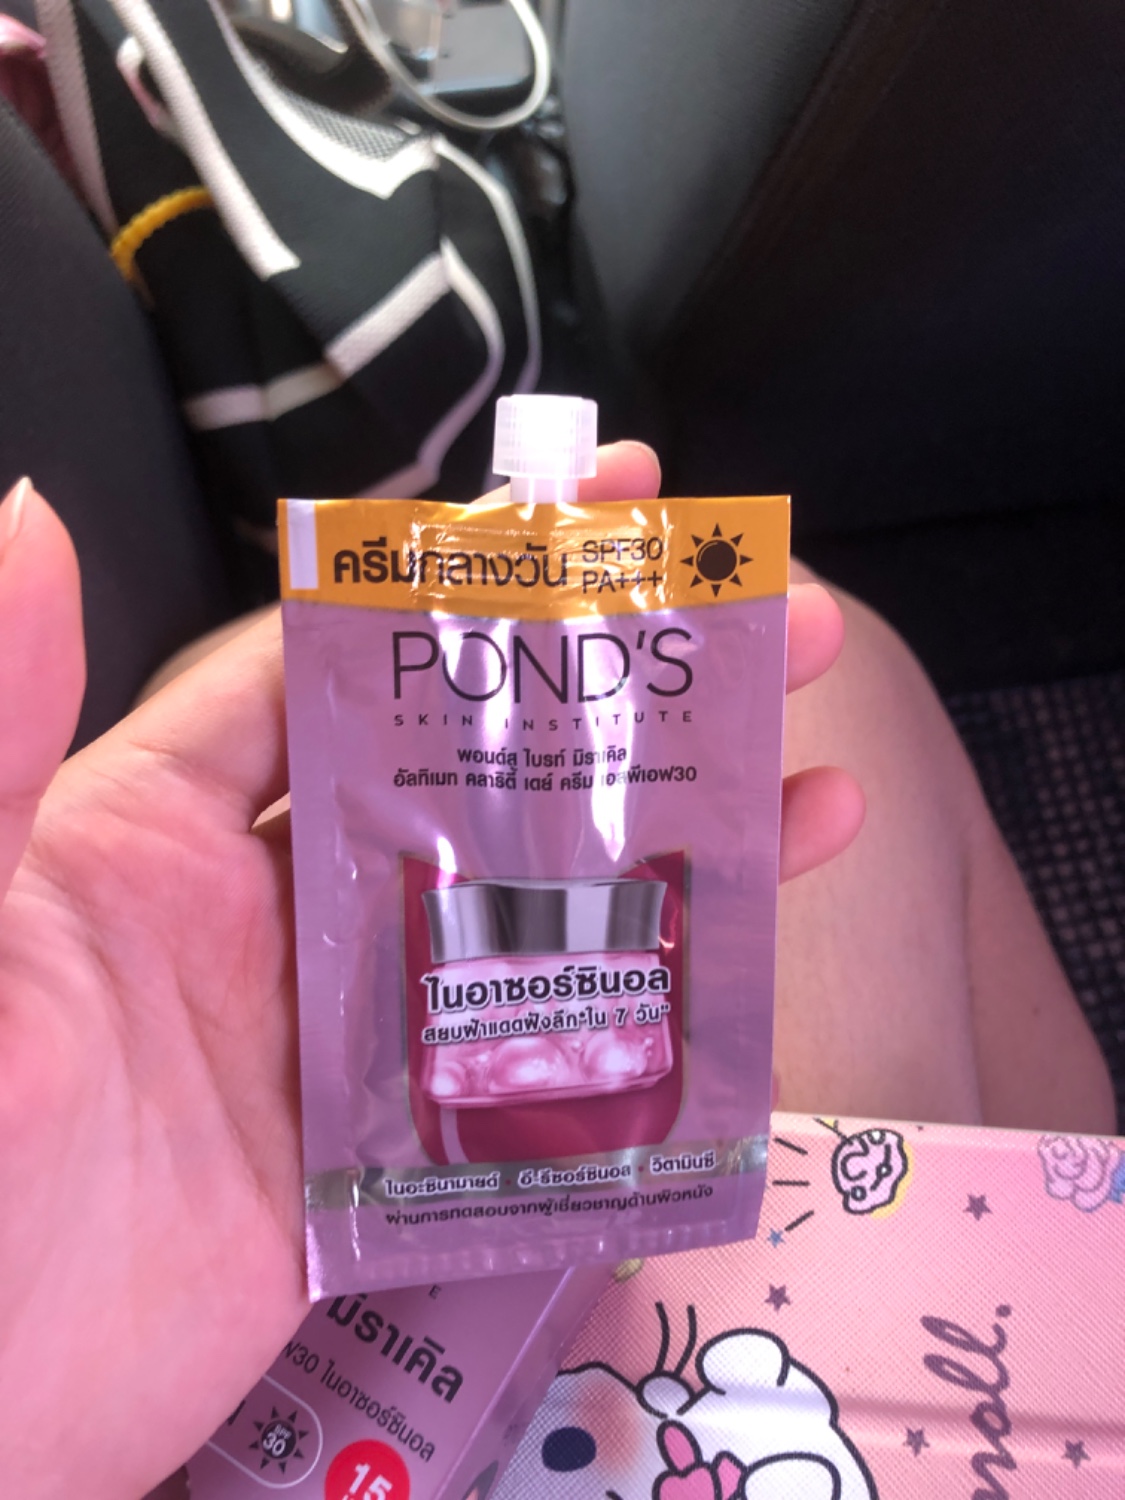 ครีมกลางวัน SPF30
PA+++
POND'S
SKIN INSTITUTE
พอนด์ส ไบรท์ มิราเคิล
อัลทิเมท คลาริตี้ เดย์ ครีม เอสพีเอฟ30
ไนอาซอร์ซินอล
สยบฝ้าแดดฝังลึก* ใน 7 วัน**
ไนอะซินามายด์ • อี-รีซอร์ซินอล • วิตามินซี
ผ่านการทดสอบจากผู้เชี่ยวชาญด้านผิวหนัง
E
มิราเคิล
30 ไนอาซอร์ซินอล
SPF
30
15
moll.